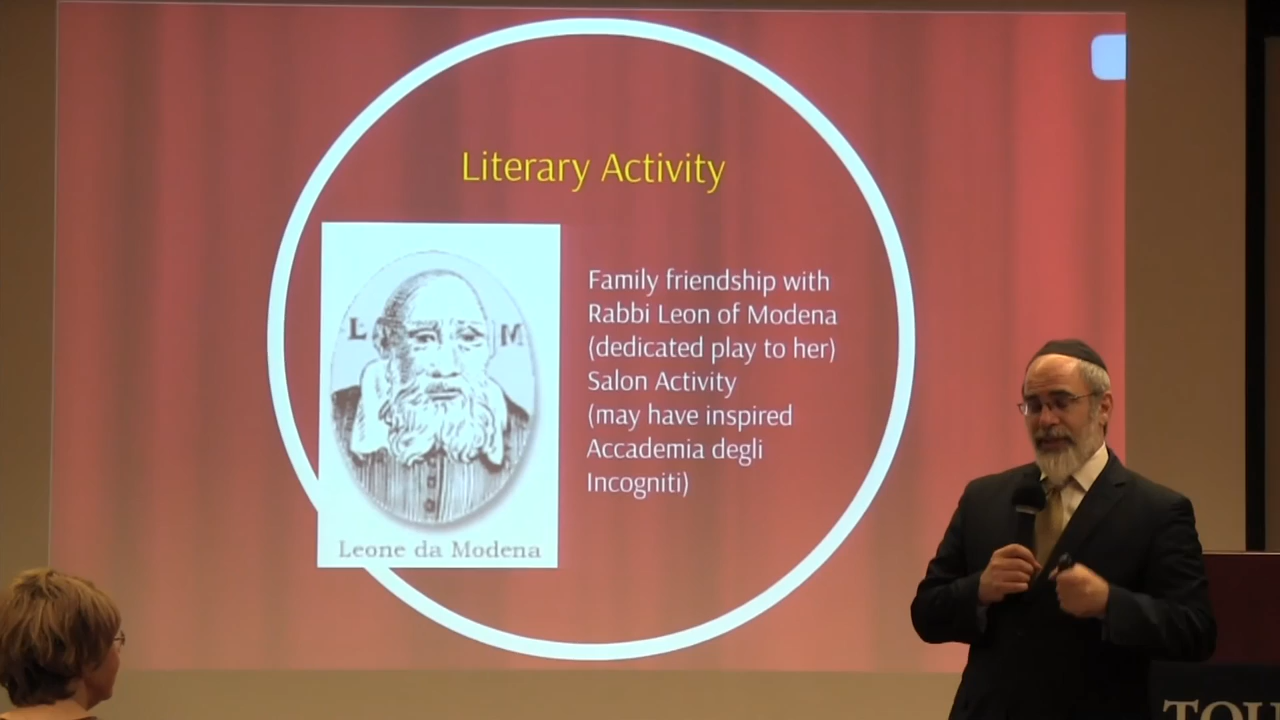 Literary Activity
L M
Leone da Modena
Family friendship with
Rabbi Leon of Modena
(dedicated play to her)
Salon Activity
(may have inspired
Accademia degli
Incogniti)